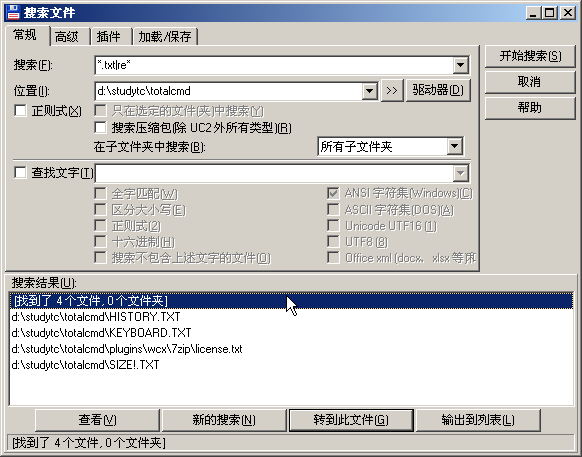 搜索文件
常规 高级 插件 加载/保存
搜索(F): *.txt|re* 开始搜索(S)
位置(I): d:\studytc\totalcmd >> 驱动器(D) 取消
正则式(X) 只在选定的文件(夹)中搜索(Y) 帮助
搜索压缩包(除 UC2 外所有类型)(R)
在子文件夹中搜索(B): 所有子文件夹
查找文字(T)
全字匹配(W) ANSI 字符集(Windows)(C)
区分大小写(E) ASCII 字符集(DOS)(A)
正则式(2) Unicode UTF16 (1)
十六进制(H) UTF8 (8)
搜索不包含上述文字的文件(O) Office xml (docx、xlsx 等)和
搜索结果(U):
[找到了 4 个文件, 0 个文件夹]
d:\studytc\totalcmd\HISTORY.TXT
d:\studytc\totalcmd\KEYBOARD.TXT
d:\studytc\totalcmd\plugins\wcx\7zip\license.txt
d:\studytc\totalcmd\SIZE!.TXT
查看(V) 新的搜索(N) 转到此文件(G) 输出到列表(L)
[找到了 4 个文件, 0 个文件夹]